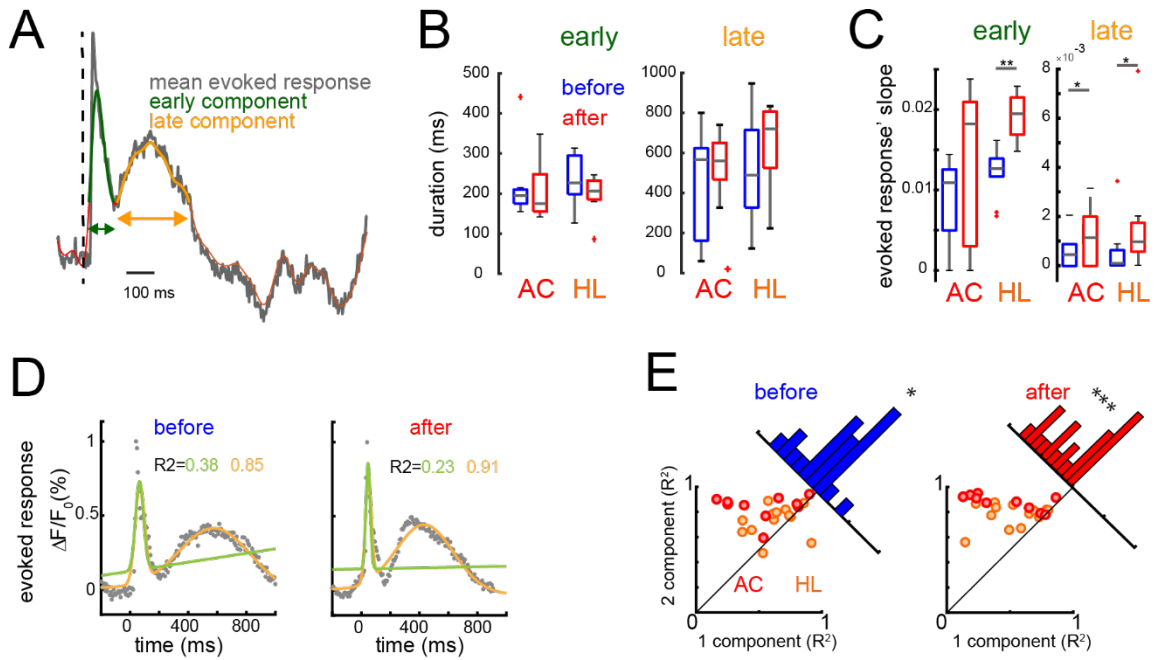 A
mean evoked response
early component
late component
100 ms
B
early
late
duration (ms)
500
400
300
200
100
0
1000
800
600
400
200
0
before
after
AC
HL
AC
HL
C
early
late
evoked response' slope
0.02
0.01
0
**
8
6
4
2
0
*10⁻³
*
*
AC
HL
AC
HL
D
evoked response
ΔF/F₀(%)
before
R2=0.38 0.85
1
0.5
0
0
400
800
time (ms)
after
R2=0.23 0.91
0
400
800
time (ms)
E
before
*
2 component (R²)
1
AC
HL
0
1
1 component (R²)
after
***
1
0
1
1 component (R²)